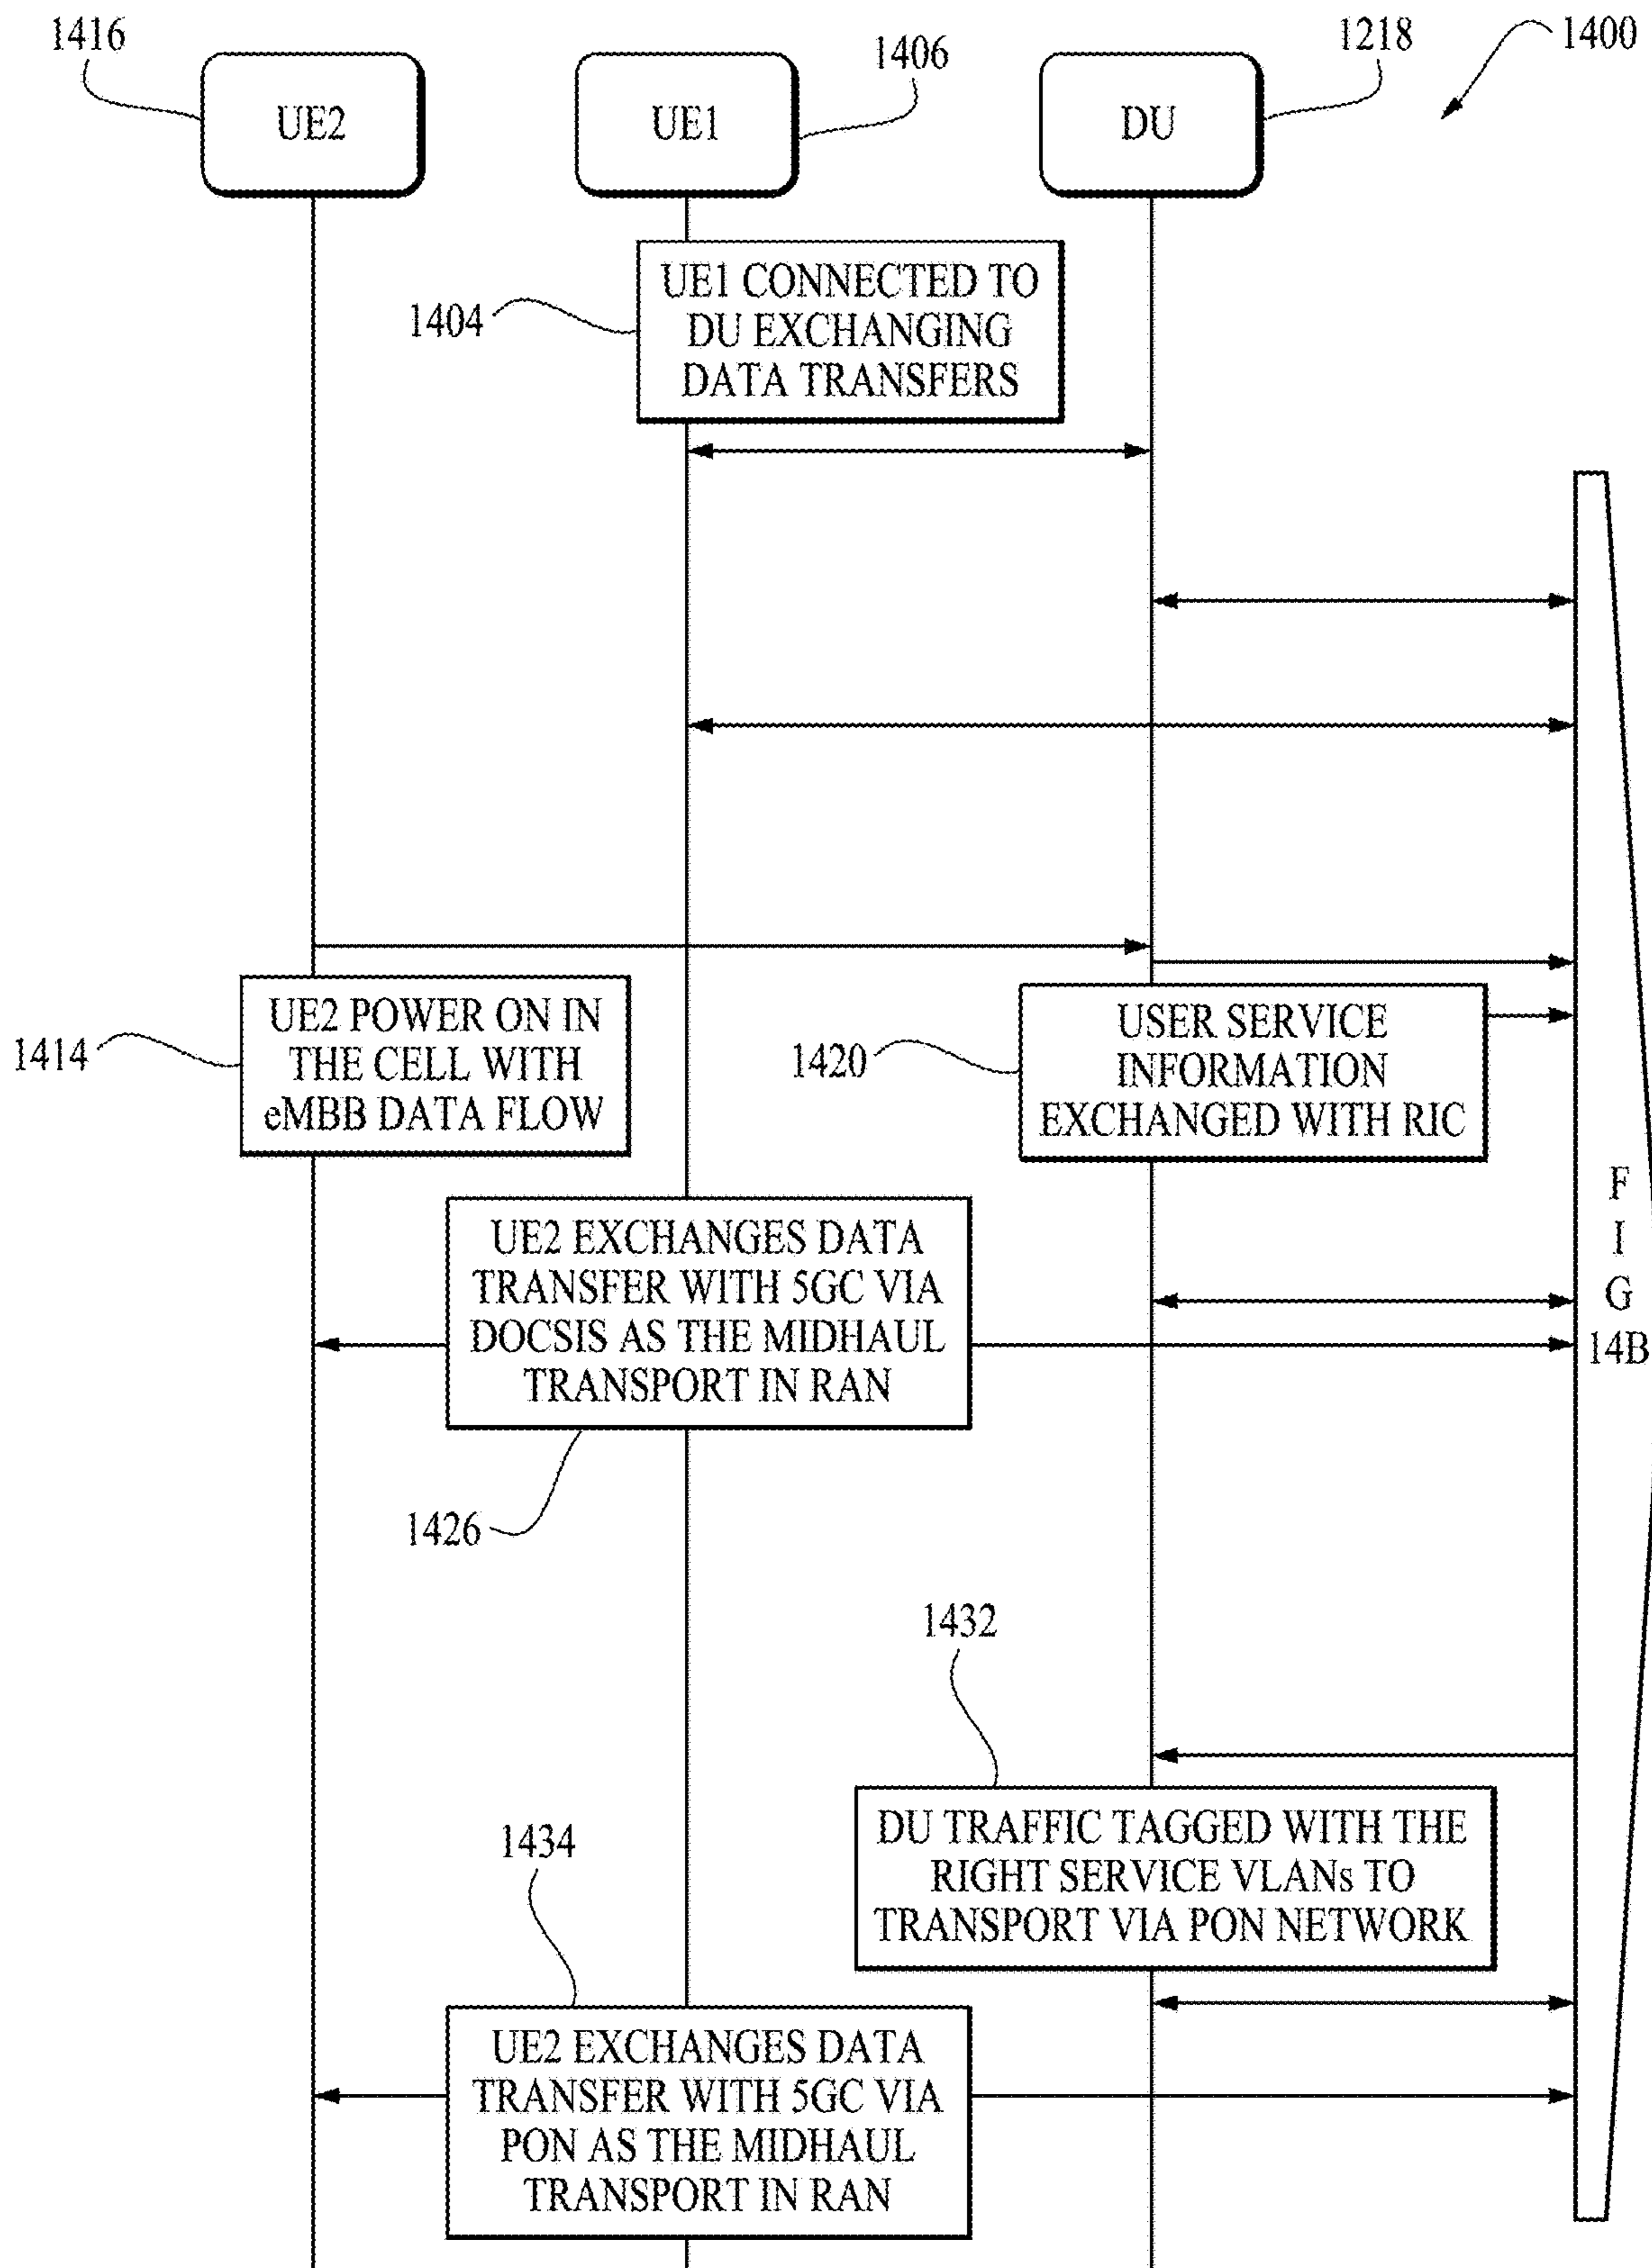 1416
1406
1218
1400
UE2
UE1
DU
1404
UE1 CONNECTED TO
DU EXCHANGING
DATA TRANSFERS
1414
UE2 POWER ON IN
THE CELL WITH
eMBB DATA FLOW
1420
USER SERVICE
INFORMATION
EXCHANGED WITH RIC
UE2 EXCHANGES DATA
TRANSFER WITH 5GC VIA
DOCSIS AS THE MIDHAUL
TRANSPORT IN RAN
1426
F
I
G
14B
1432
DU TRAFFIC TAGGED WITH THE
RIGHT SERVICE VLANs TO
TRANSPORT VIA PON NETWORK
1434
UE2 EXCHANGES DATA
TRANSFER WITH 5GC VIA
PON AS THE MIDHAUL
TRANSPORT IN RAN